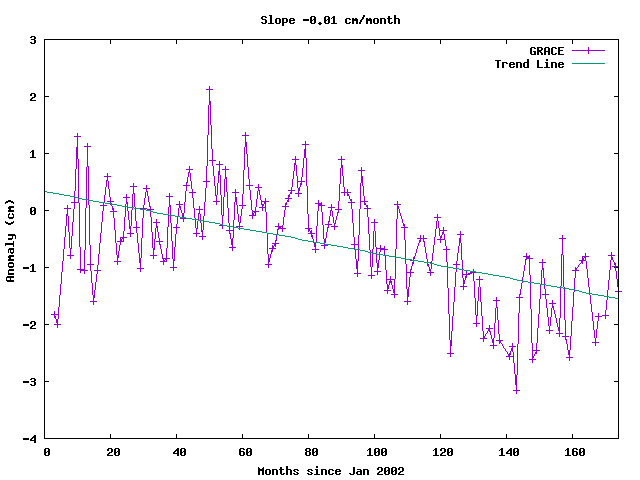 Slope -0.01 cm/month
GRACE
Trend Line
3
2
1
0
-1
-2
-3
-4
Anomaly (cm)
0 20 40 60 80 100 120 140 160
Months since Jan 2002